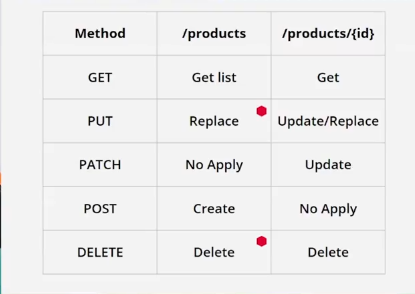 Method /products /products/{id}
GET Get list Get
PUT Replace Update/Replace
PATCH No Apply Update
POST Create No Apply
DELETE Delete Delete